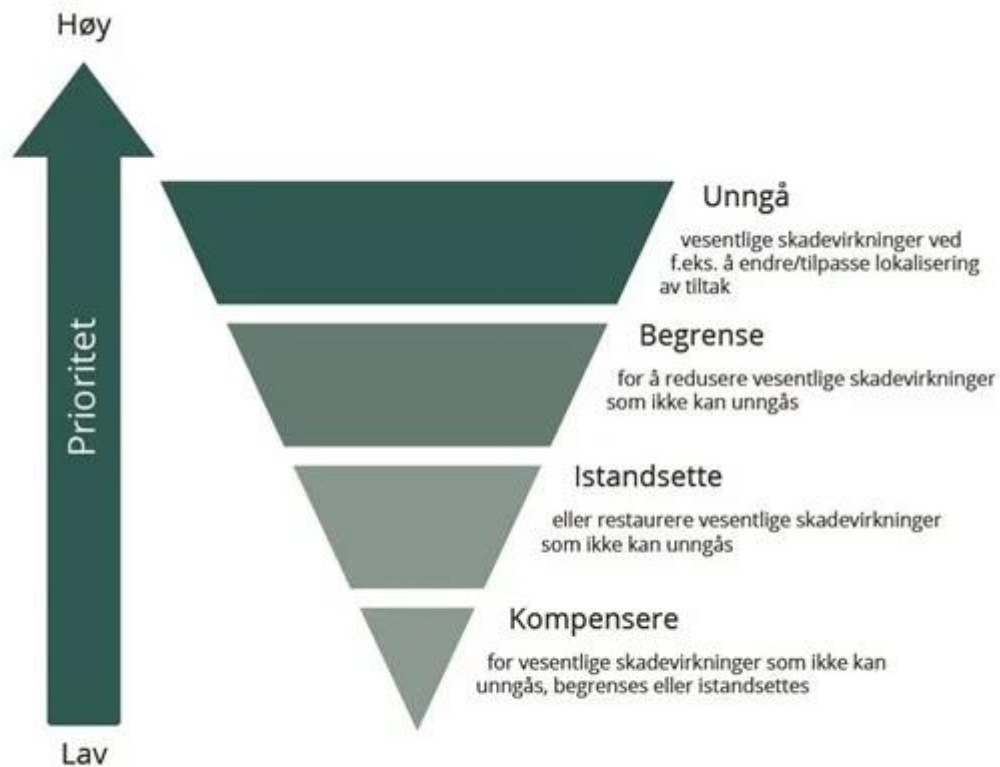 Høy
Prioritet
Lav
Unngå
vesentlige skadevirkninger ved
f.eks. å endre/tilpasse lokalisering
av tiltak
Begrense
for å redusere vesentlige skadevirkninger
som ikke kan unngås
Istandsette
eller restaurere vesentlige skadevirkninger
som ikke kan unngås
Kompensere
for vesentlige skadevirkninger som ikke kan
unngås, begrenses eller istandsettes